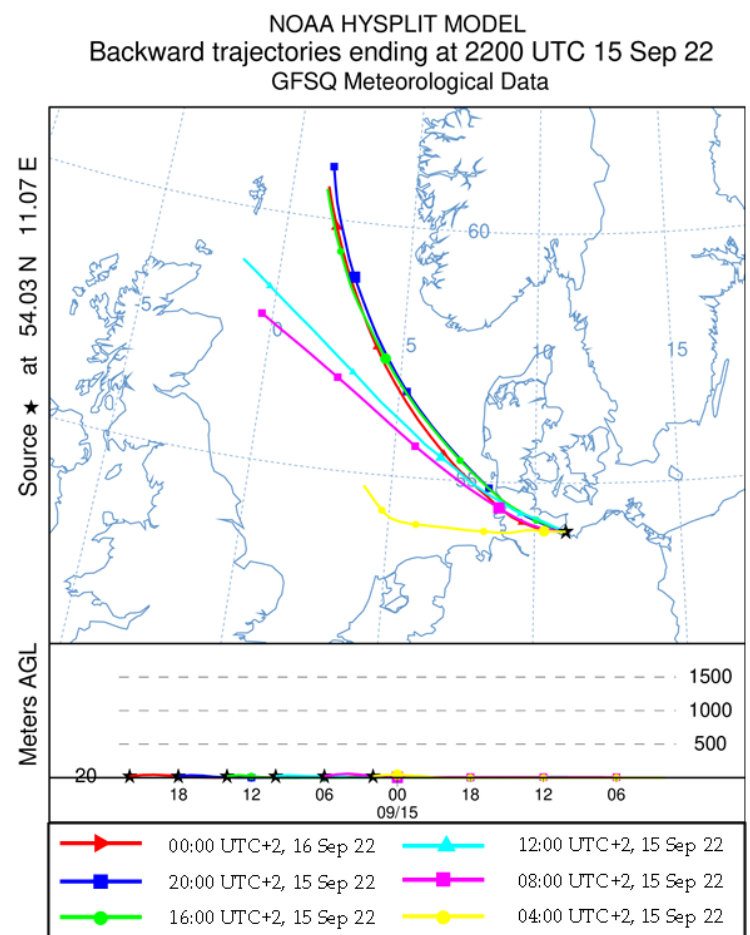 NOAA HYSPLIT MODEL
Backward trajectories ending at 2200 UTC 15 Sep 22
GFSQ Meteorological Data
Source ★ at 54.03 N 11.07 E
60
-5
0
5
10
15
0
55
Meters AGL
1500
1000
500
20
18 12 06 00 18 12 06
09/15
00:00 UTC+2, 16 Sep 22
12:00 UTC+2, 15 Sep 22
20:00 UTC+2, 15 Sep 22
08:00 UTC+2, 15 Sep 22
16:00 UTC+2, 15 Sep 22
04:00 UTC+2, 15 Sep 22